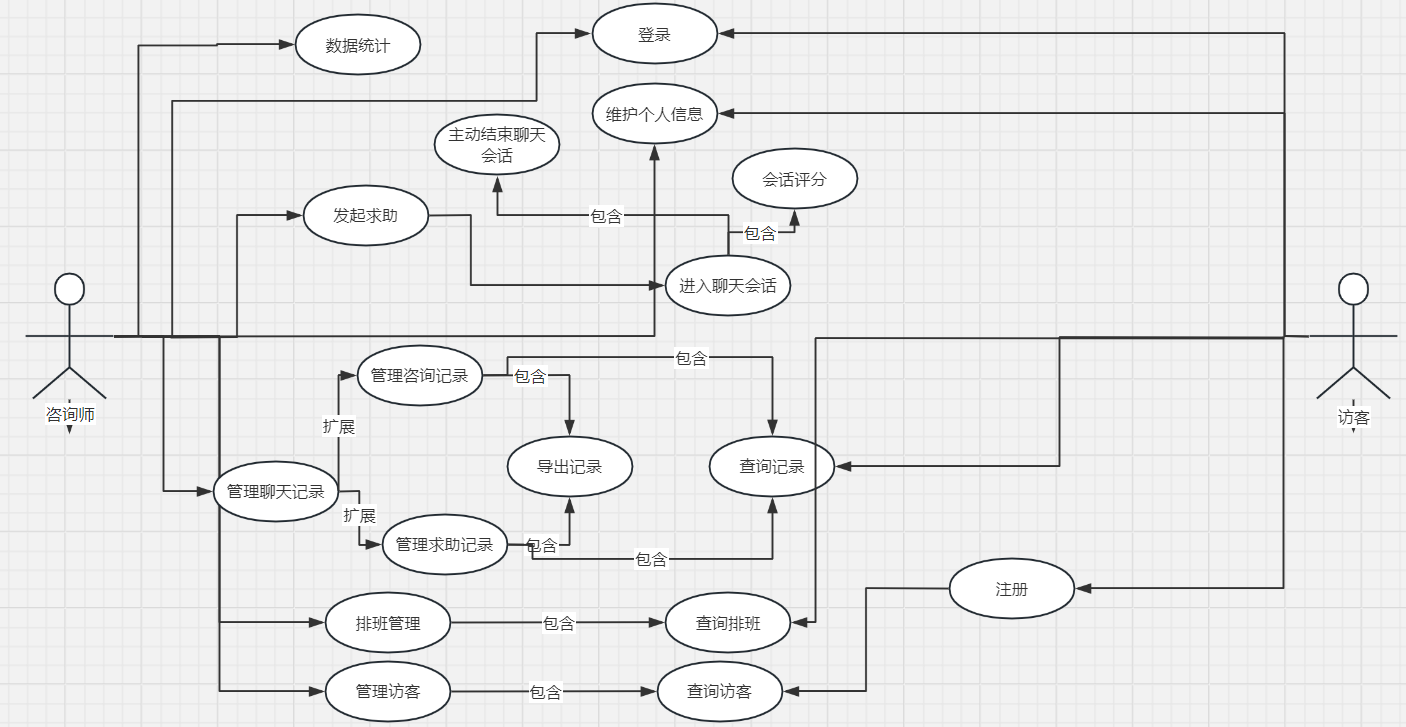 登录
数据统计
维护个人信息
主动结束聊天
会话
会话评分
发起求助
包含
包含
进入聊天会话
包含
管理咨询记录
包含
咨询师
访客
扩展
导出记录
查询记录
管理聊天记录
扩展
管理求助记录
包含
包含
注册
排班管理
包含
查询排班
管理访客
包含
查询访客